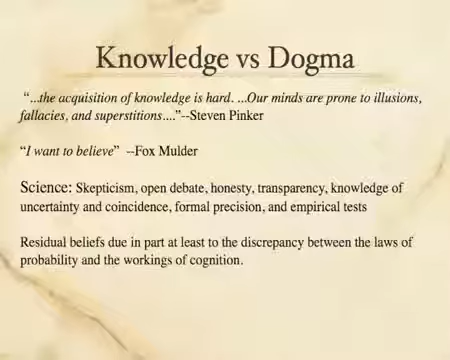 Knowledge vs Dogma
“...the acquisition of knowledge is hard. ...Our minds are prone to illusions,
fallacies, and superstitions....”--Steven Pinker
“I want to believe” --Fox Mulder
Science: Skepticism, open debate, honesty, transparency, knowledge of
uncertainty and coincidence, formal precision, and empirical tests
Residual beliefs due in part at least to the discrepancy between the laws of
probability and the workings of cognition.